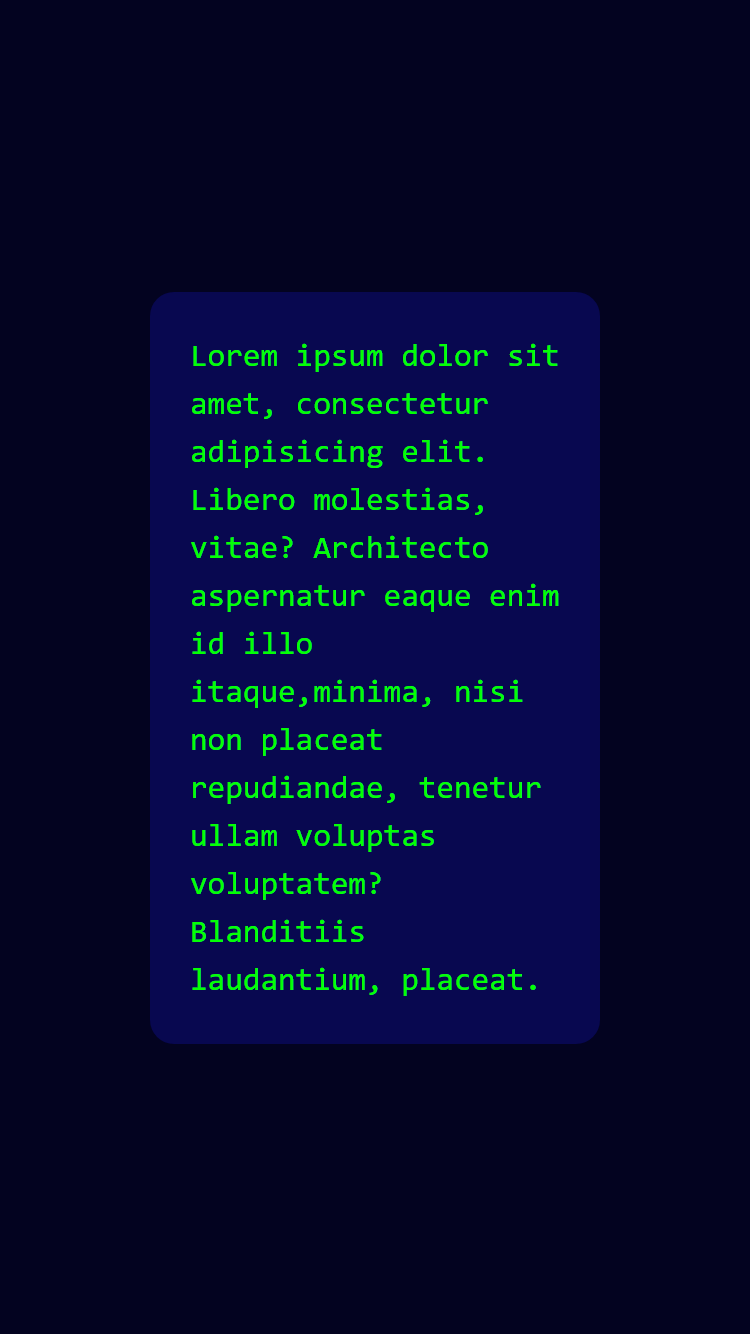 Lorem ipsum dolor sit
amet, consectetur
adipisicing elit.
Libero molestias,
vitae? Architecto
aspernatur eaque enim
id illo
itaque,minima, nisi
non placeat
repudiandae, tenetur
ullam voluptas
voluptatem?
Blanditiis
laudantium, placeat.